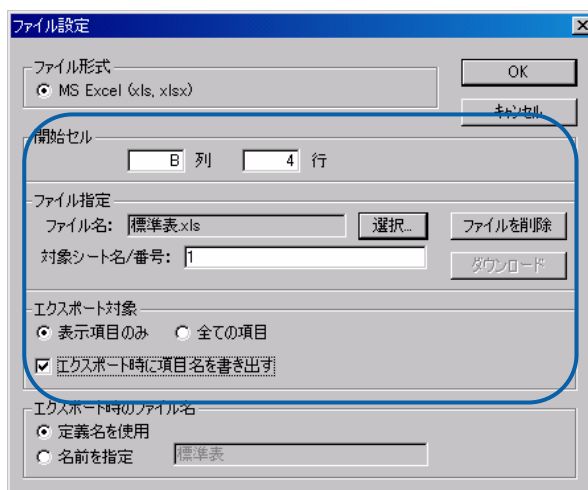 ファイル設定
ファイル形式
MS Excel (xls, xlsx)
OK
キャンセル
開始セル
B 列 4 行
ファイル指定
ファイル名: 標準表.xls 選択... ファイルを削除
対象シート名/番号: 1
ダウンロード
エクスポート対象
表示項目のみ 全ての項目
エクスポート時に項目名を書き出す
エクスポート時のファイル名
定義名を使用
名前を指定 標準表